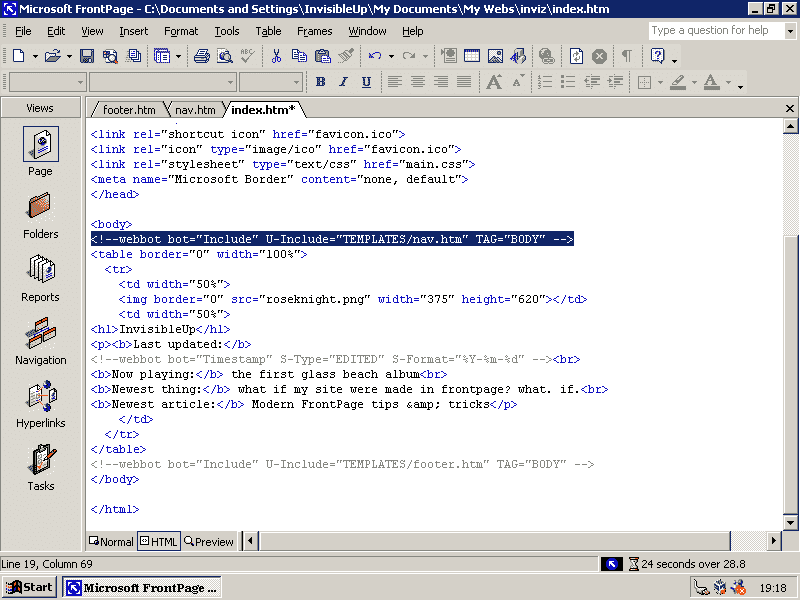 Microsoft FrontPage - C:\Documents and Settings\InvisibleUp\My Documents\My Webs\inviz\index.htm
File Edit View Insert Format Tools Table Frames Window Help Type a question for help
B I U A A A
Views footer.htm nav.htm index.htm*
<link rel="shortcut icon" href="favicon.ico">
<link rel="icon" type="image/ico" href="favicon.ico">
<link rel="stylesheet" type="text/css" href="main.css">
<meta name="Microsoft Border" content="none, default">
</head>
<body>
<!--webbot bot="Include" U-Include="TEMPLATES/nav.htm" TAG="BODY" -->
<table border="0" width="100%">
<tr>
<td width="50%">
<img border="0" src="roseknight.png" width="375" height="620"></td>
<td width="50%">
<h1>InvisibleUp</h1>
<p><b>Last updated:</b>
<!--webbot bot="Timestamp" S-Type="EDITED" S-Format="%Y-%m-%d" --><br>
<b>Now playing:</b> the first glass beach album<br>
<b>Newest thing:</b> what if my site were made in frontpage? what. if.<br>
<b>Newest article:</b> Modern FrontPage tips &amp; tricks</p>
</td>
</tr>
</table>
<!--webbot bot="Include" U-Include="TEMPLATES/footer.htm" TAG="BODY" -->
</body>
</html>
Page
Folders
Reports
Navigation
Hyperlinks
Tasks
Normal HTML Preview
Line 19, Column 69 24 seconds over 28.8
Start Microsoft FrontPage ... 19:18